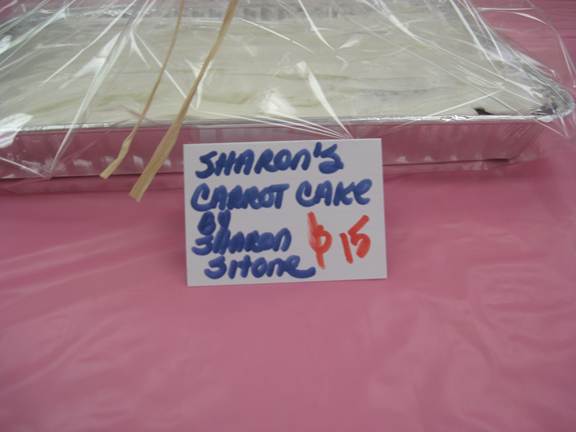 SHARON'S
CARROT CAKE
BY
SHARON
Sitone
$15